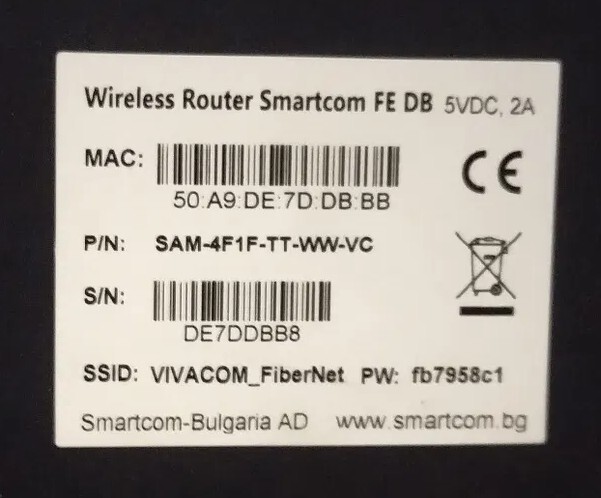 Wireless Router Smartcom FE DB 5VDC, 2A
MAC:
50:A9:DE:7D:DB:BB
CE
P/N: SAM-4F1F-TT-WW-VC
S/N:
DE7DDBB8
SSID: VIVACOM_FiberNet PW: fb7958c1
Smartcom-Bulgaria AD www.smartcom.bg